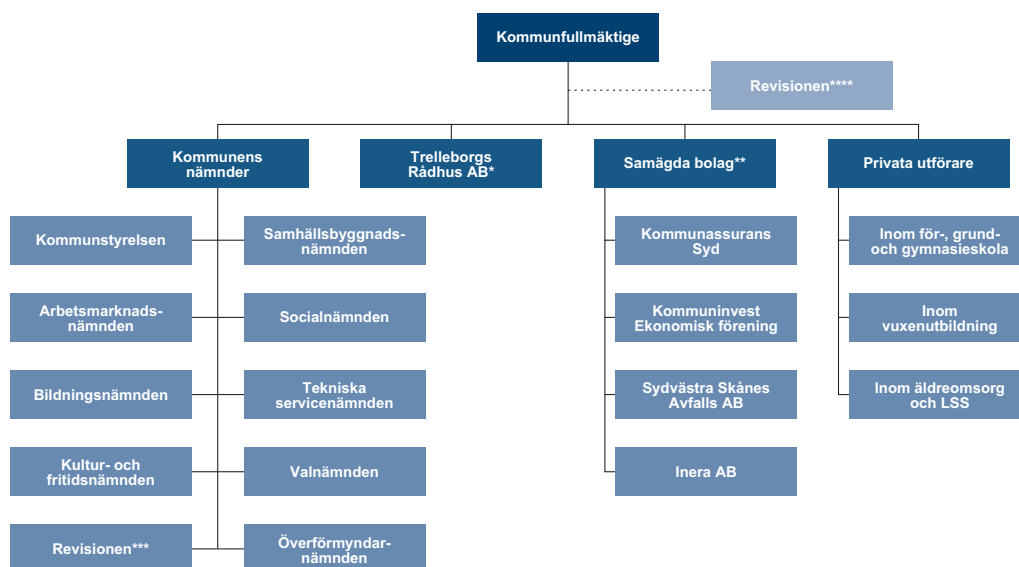 Kommunfullmäktige
Revisionen****
Kommunens
nämnder
Trelleborgs
Rådhus AB*
Samägda bolag**
Privata utförare
Kommunstyrelsen
Samhällsbyggnads-
nämnden
Kommunassurans
Syd
Inom för-, grund-
och gymnasieskola
Arbetsmarknads-
nämnden
Socialnämnden
Kommuninvest
Ekonomisk förening
Inom
vuxenutbildning
Bildningsnämnden
Tekniska
servicenämnden
Sydvästra Skånes
Avfalls AB
Inom äldreomsorg
och LSS
Kultur- och
fritidsnämnden
Valnämnden
Inera AB
Revisionen***
Överförmyndar-
nämnden